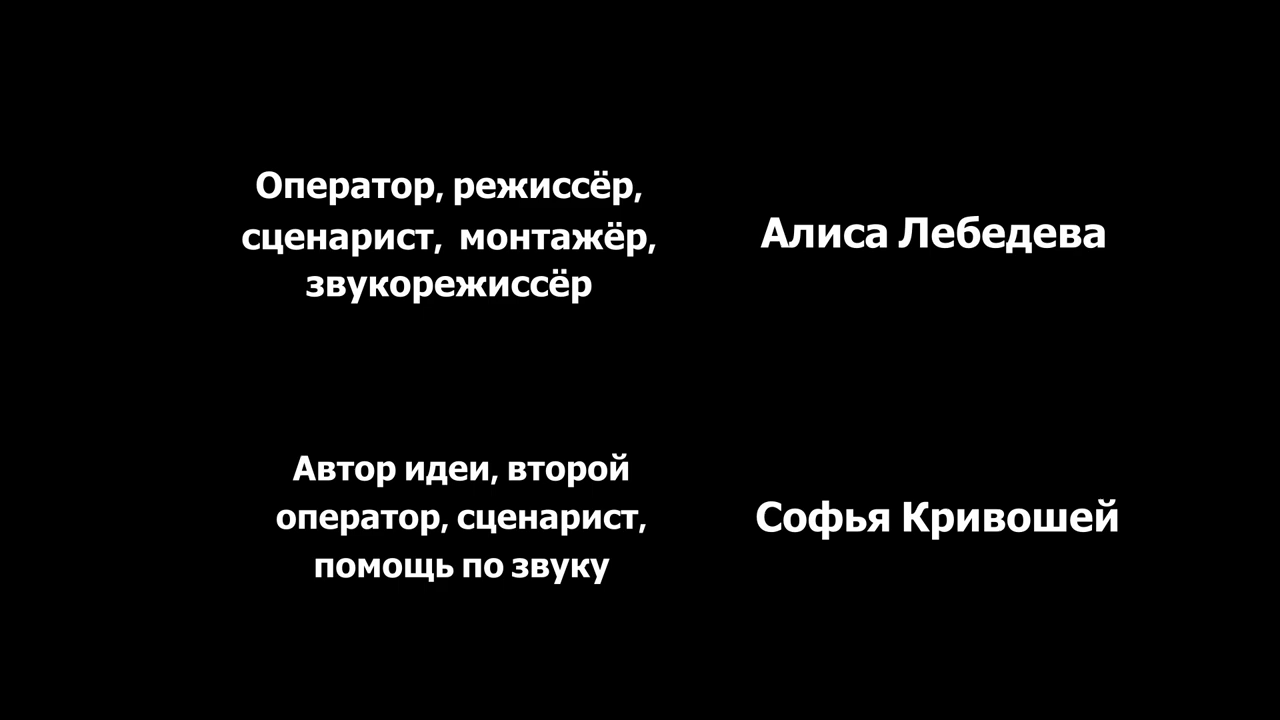 Оператор, режиссёр,
сценарист, монтажёр,
звукорежиссёр
Алиса Лебедева
Автор идеи, второй
оператор, сценарист,
помощь по звуку
Софья Кривошей